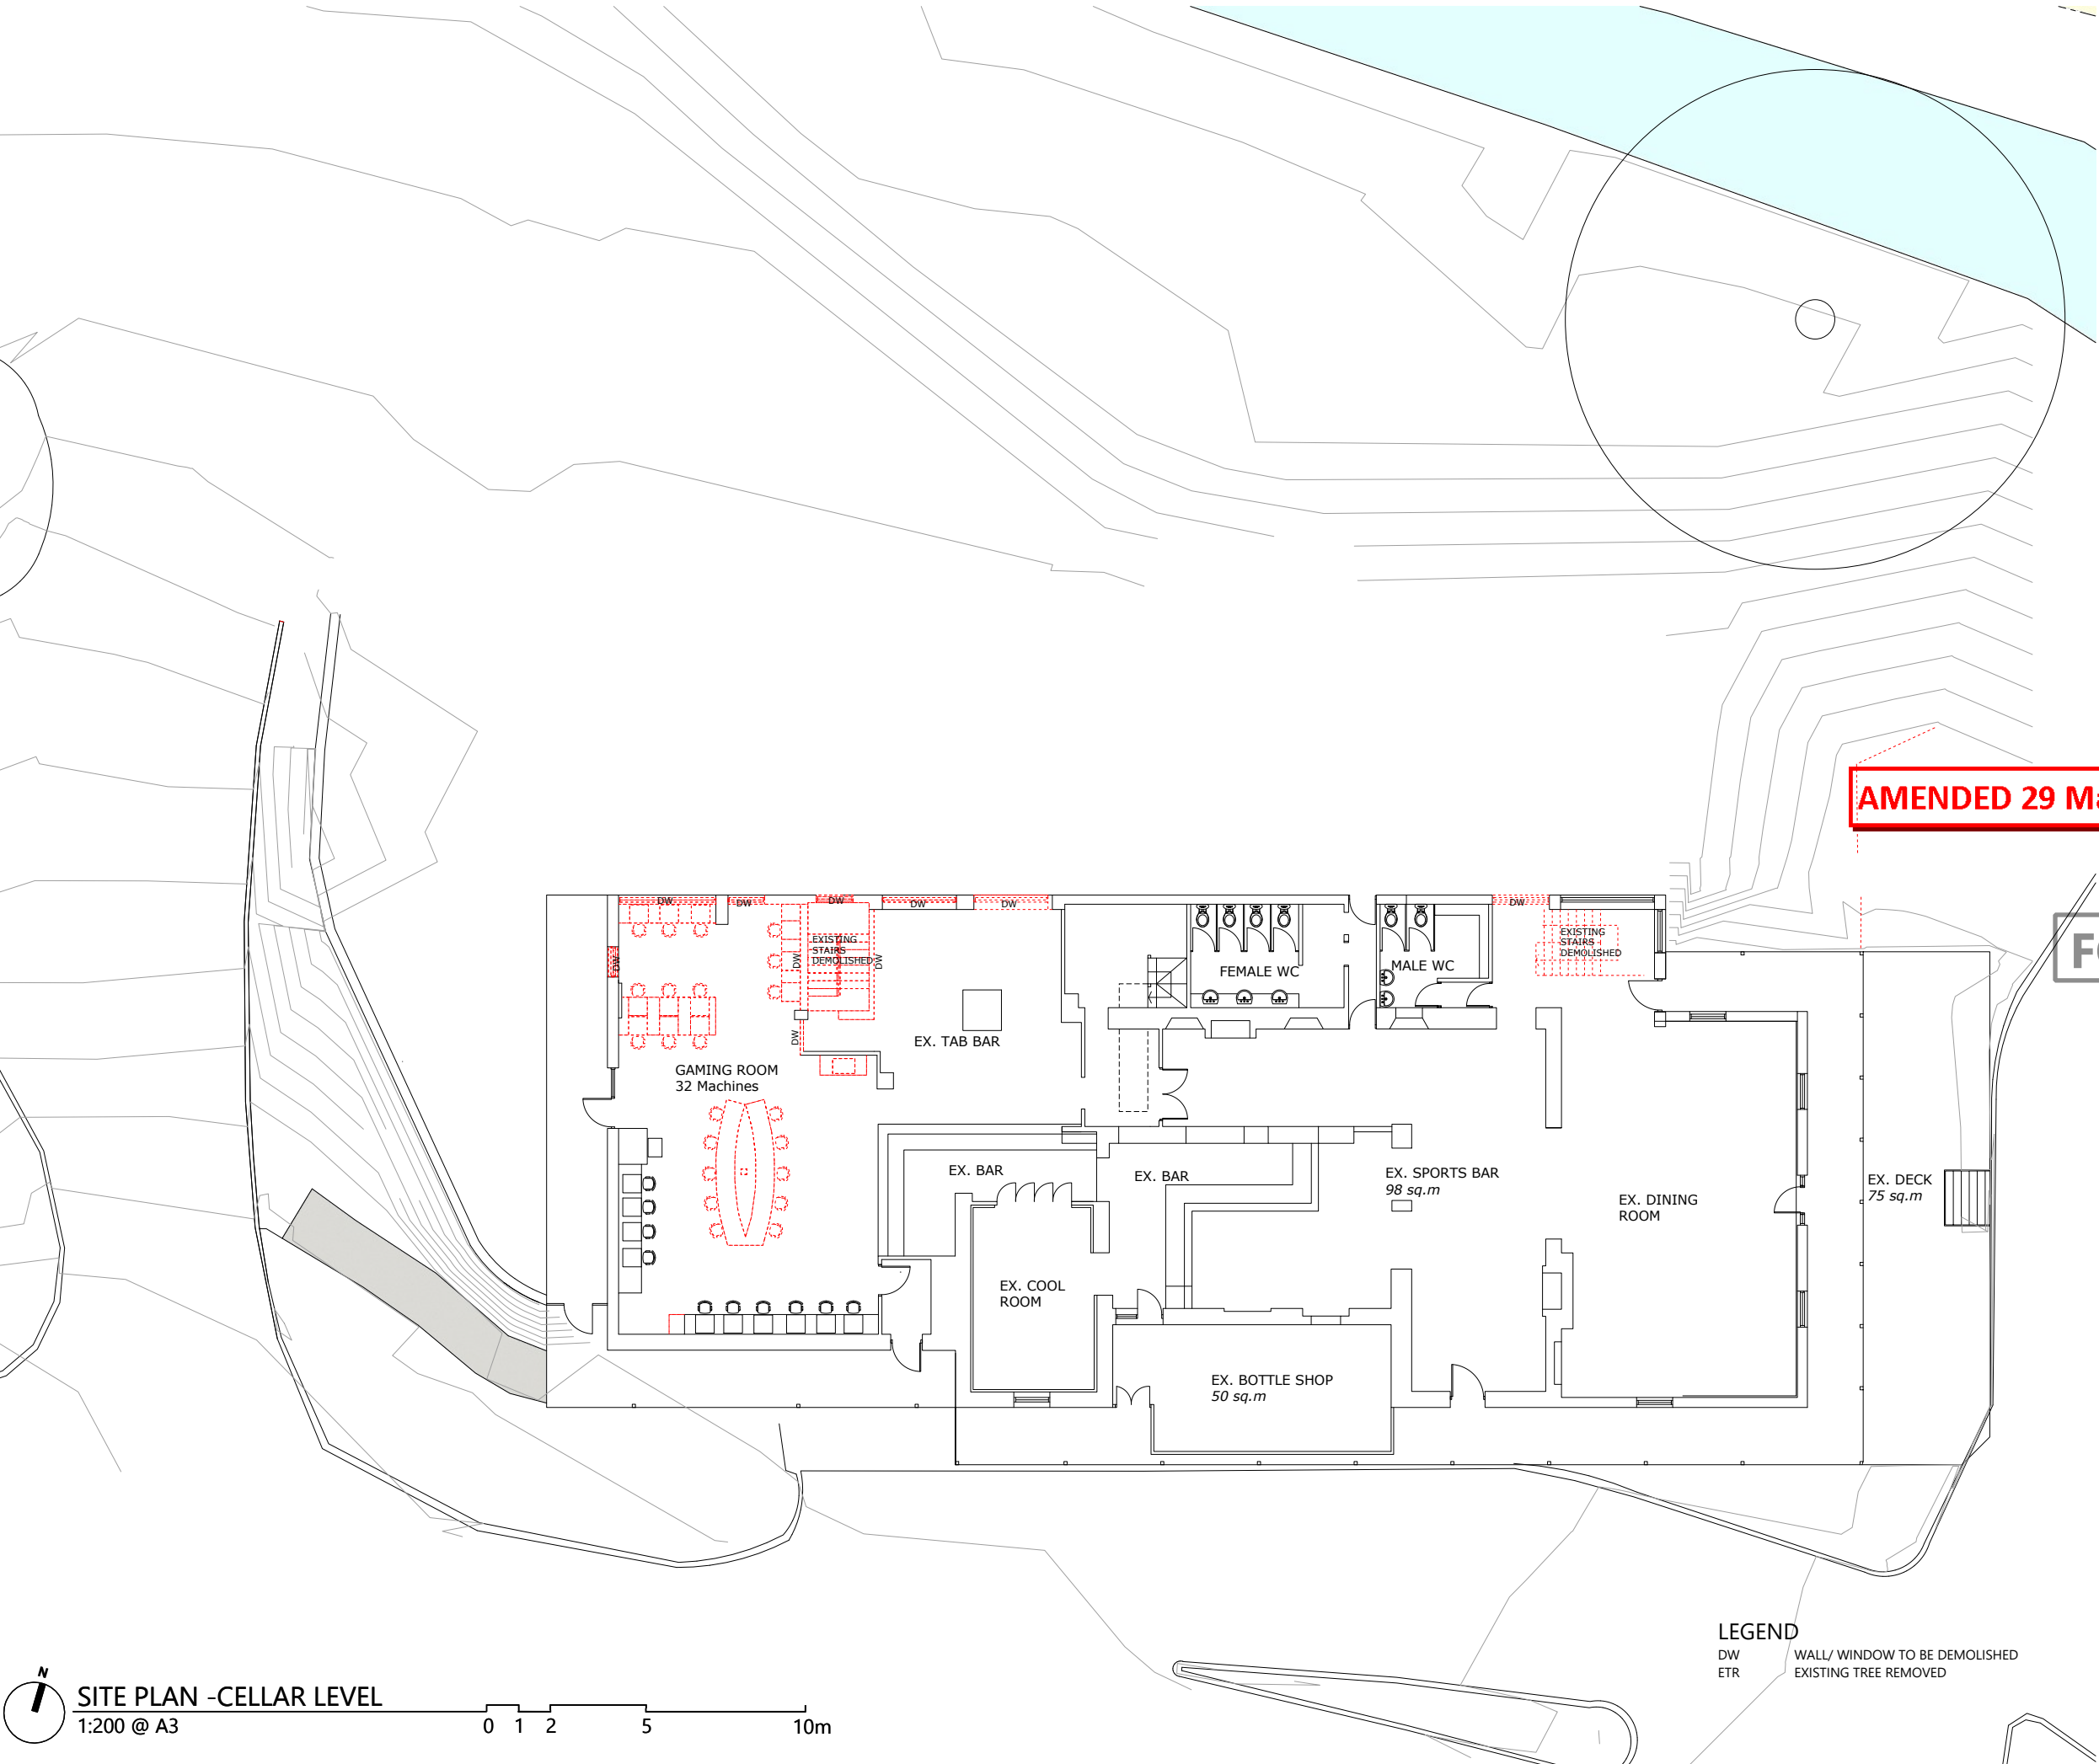 AMENDED 29 Ma
DW
DW
DW
DW
DW
DW
DW
DW
DW
DW
EXISTING
STAIRS
DEMOLISHED
EXISTING
STAIRS
DEMOLISHED
FEMALE WC
MALE WC
EX. TAB BAR
GAMING ROOM
32 Machines
EX. BAR
EX. BAR
EX. SPORTS BAR
98 sq.m
EX. DINING
ROOM
EX. DECK
75 sq.m
EX. COOL
ROOM
EX. BOTTLE SHOP
50 sq.m
LEGEND
DW WALL/ WINDOW TO BE DEMOLISHED
ETR EXISTING TREE REMOVED
N
SITE PLAN -CELLAR LEVEL
1:200 @ A3
0 1 2 5 10m